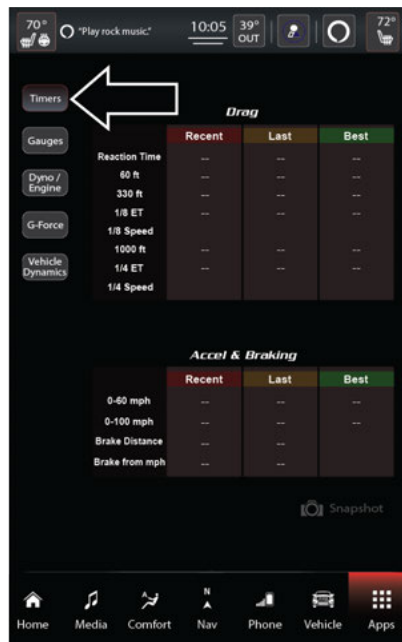 70° "Play rock music." 10:05 39° OUT 72°
Timers
Gauges
Dyno / Engine
G-Force
Vehicle Dynamics
Drag
Recent Last Best
Reaction Time -- -- --
60 ft -- -- --
330 ft -- -- --
1/8 ET -- -- --
1/8 Speed
1000 ft -- -- --
1/4 ET -- -- --
1/4 Speed
Accel & Braking
Recent Last Best
0-60 mph -- -- --
0-100 mph -- -- --
Brake Distance -- --
Brake from mph -- --
Snapshot
N
Home Media Comfort Nav Phone Vehicle Apps